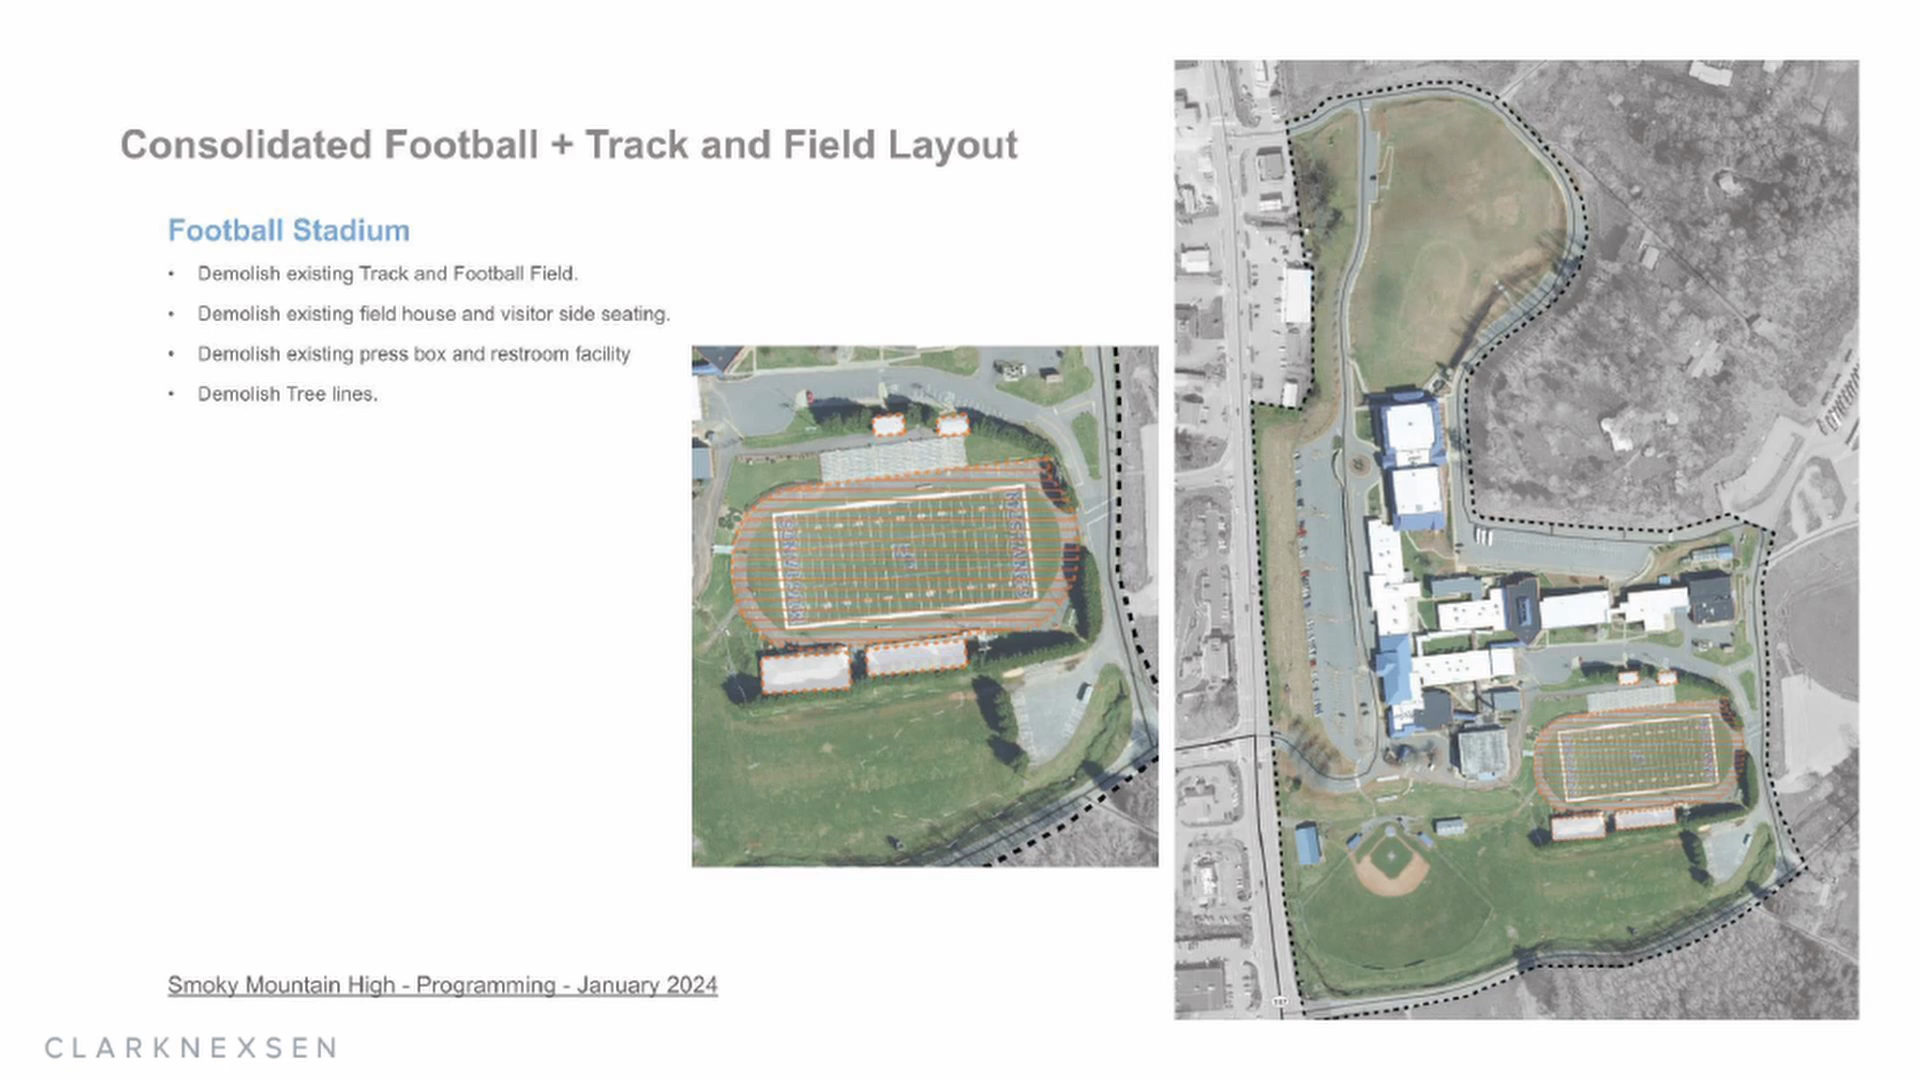 Consolidated Football + Track and Field Layout
Football Stadium
• Demolish existing Track and Football Field.
• Demolish existing field house and visitor side seating.
• Demolish existing press box and restroom facility
• Demolish Tree lines.
MUSTANGS
Smoky Mountain High - Programming - January 2024
CLARKNEXSEN